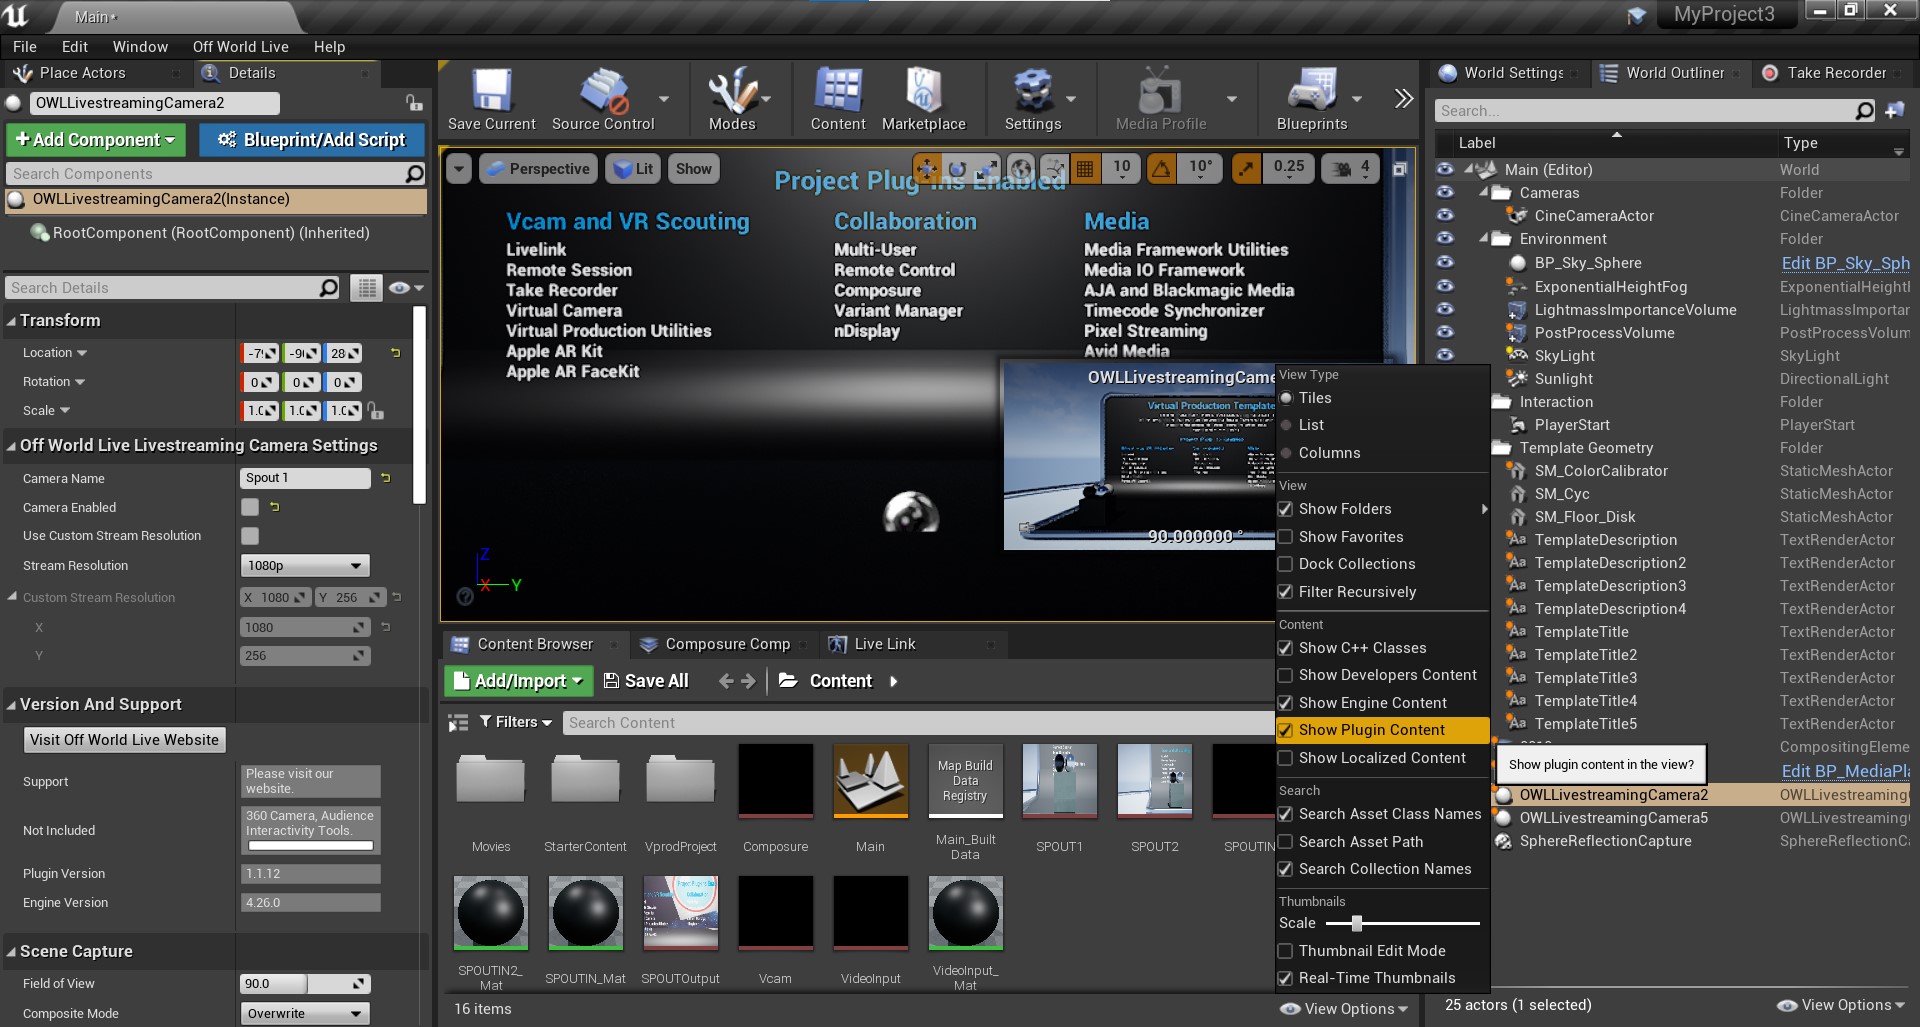 Main*
MyProject3
File Edit Window Off World Live Help
Place Actors
Details
OWLLivestreamingCamera2
Add Component
Blueprint/Add Script
Search Components
OWLLivestreamingCamera2(Instance)
RootComponent (RootComponent) (Inherited)
Search Details
Transform
Location
28
Rotation 0 0 0
Scale
Off World Live Livestreaming Camera Settings
Camera Name Spout 1
Camera Enabled
Use Custom Stream Resolution
Stream Resolution 1080p
Custom Stream Resolution X 1080 Y 256
X 1080
Y 256
Version And Support
Visit Off World Live Website
Support Please visit our
website.
Not Included 360 Camera, Audience
Interactivity Tools.
Plugin Version 1.1.12
Engine Version 4.26.0
Scene Capture
Field of View 90.0
Composite Mode Overwrite
Save Current
Source Control
Modes
Content
Marketplace
Settings
Media Profile
Blueprints
Perspective
Lit
Show
10
10°
0.25
4
Project Plug-ins Enabled
Vcam and VR Scouting
Livelink
Remote Session
Take Recorder
Virtual Camera
Virtual Production Utilities
Apple AR Kit
Apple AR FaceKit
Collaboration
Multi-User
Remote Control
Composure
Variant Manager
nDisplay
Media
Media Framework Utilities
Media IO Framework
AJA and Blackmagic Media
Timecode Synchronizer
Pixel Streaming
Avid Media
OWLLivestreamingCame
Virtual Production Template
90.000000 °
Z
X
Y
Content Browser
Composure Comp
Live Link
Add/Import
Save All
Content
Filters
Search Content
Movies
StarterContent
VprodProject
Composure
Main
Map Build
Data
Registry
Main_Built
Data
SPOUT1
SPOUT2
SPOUTIN
SPOUTIN2_
Mat
SPOUTIN_Mat
SPOUTOutput
Vcam
VideoInput
VideoInput_
Mat
16 items
View Options
View Type
Tiles
List
Columns
View
Show Folders
Show Favorites
Dock Collections
Filter Recursively
Content
Show C++ Classes
Show Developers Content
Show Engine Content
Show Plugin Content
Show Localized Content
Search
Search Asset Class Names
Search Asset Path
Search Collection Names
Thumbnails
Scale
Thumbnail Edit Mode
Real-Time Thumbnails
Show plugin content in the view?
World Settings
World Outliner
Take Recorder
Search...
Label Type
Main (Editor) World
Cameras Folder
CineCameraActor CineCameraActor
Environment Folder
BP_Sky_Sphere Edit BP_Sky_Sph
ExponentialHeightFog ExponentialHeightF
LightmassImportanceVolume LightmassImportar
PostProcessVolume PostProcessVolum
SkyLight SkyLight
Sunlight DirectionalLight
Interaction Folder
PlayerStart PlayerStart
Template Geometry Folder
SM_ColorCalibrator StaticMeshActor
SM_Cyc StaticMeshActor
SM_Floor_Disk StaticMeshActor
TemplateDescription TextRenderActor
TemplateDescription2 TextRenderActor
TemplateDescription3 TextRenderActor
TemplateDescription4 TextRenderActor
TemplateTitle TextRenderActor
TemplateTitle2 TextRenderActor
TemplateTitle3 TextRenderActor
TemplateTitle4 TextRenderActor
TemplateTitle5 TextRenderActor
CompositingEleme
Edit BP_MediaPla
OWLLivestreamingCamera2 OWLLivestreaming
OWLLivestreamingCamera5 OWLLivestreaming
SphereReflectionCapture SphereReflectionCa
25 actors (1 selected)
View Options